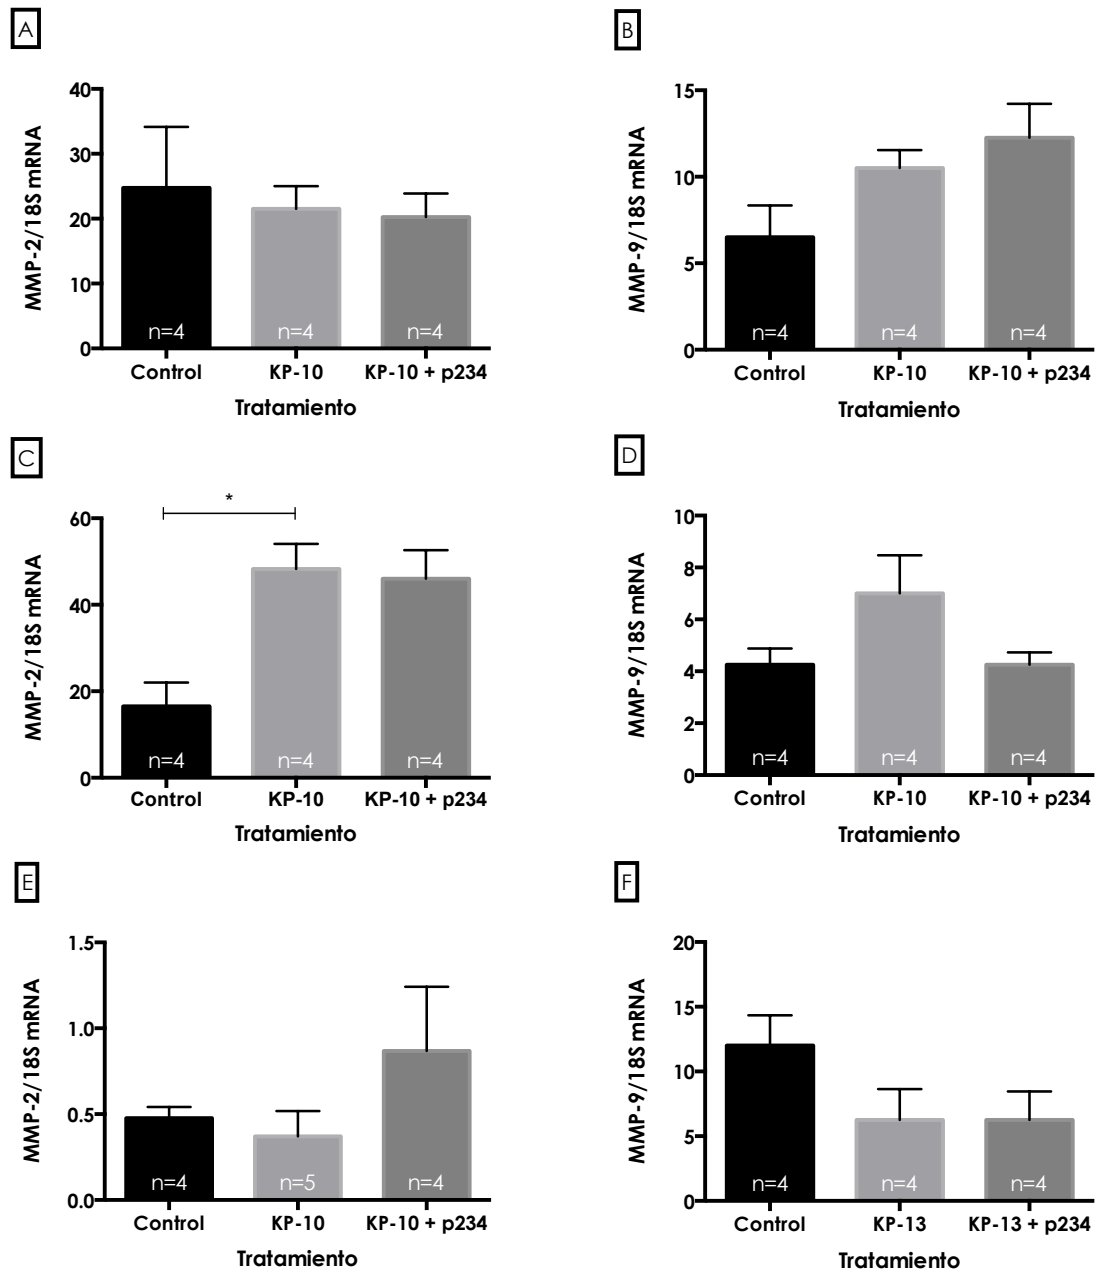 A
40
30
20
10
0
MMP-2/18S mRNA
n=4
n=4
n=4
Control
KP-10
KP-10 + p234
Tratamiento
B
15
10
5
0
MMP-9/18S mRNA
n=4
n=4
n=4
Control
KP-10
KP-10 + p234
Tratamiento
C
*
60
40
20
0
MMP-2/18S mRNA
n=4
n=4
n=4
Control
KP-10
KP-10 + p234
Tratamiento
D
10
8
6
4
2
0
MMP-9/18S mRNA
n=4
n=4
n=4
Control
KP-10
KP-10 + p234
Tratamiento
E
1.5
1.0
0.5
0.0
MMP-2/18S mRNA
n=4
n=5
n=4
Control
KP-10
KP-10 + p234
Tratamiento
F
20
15
10
5
0
MMP-9/18S mRNA
n=4
n=4
n=4
Control
KP-13
KP-13 + p234
Tratamiento